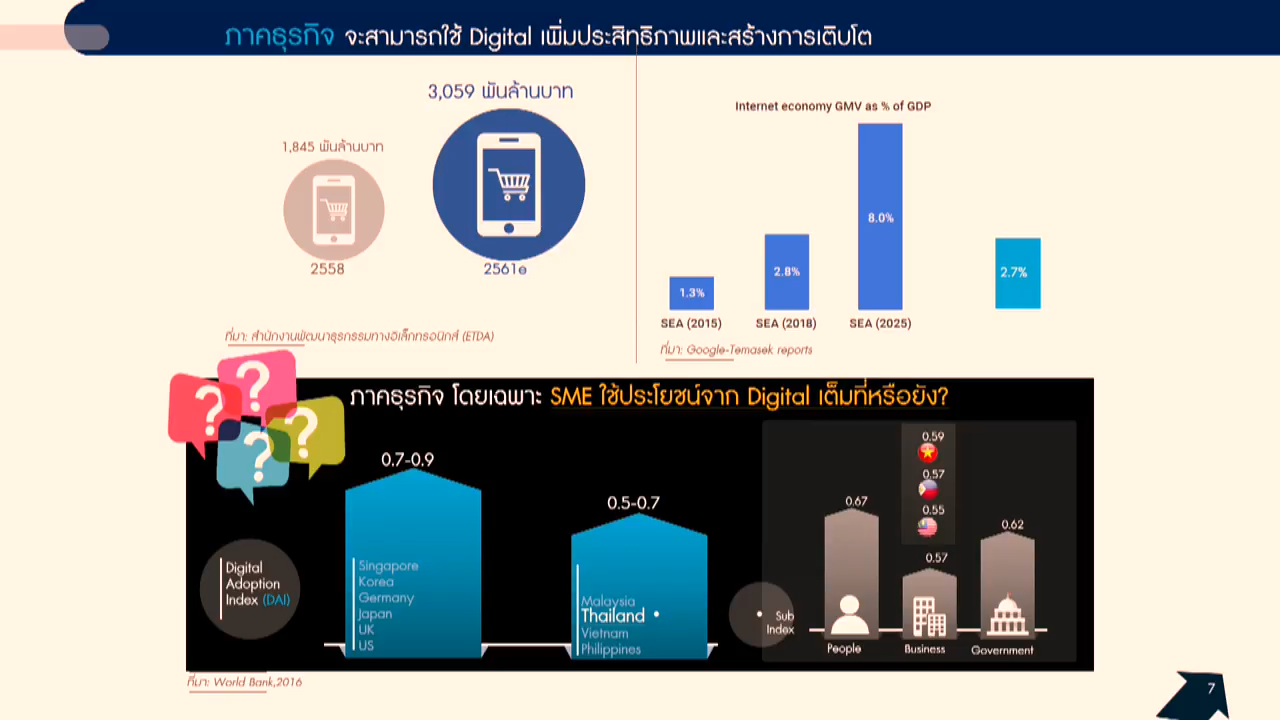 ภาคธุรกิจ จะสามารถใช้ Digital เพิ่มประสิทธิภาพและสร้างการเติบโต
3,059 พันล้านบาท
1,845 พันล้านบาท
2558
2561e
ที่มา: สำนักงานพัฒนาธุรกรรมทางอิเล็กทรอนิกส์ (ETDA)
Internet economy GMV as % of GDP
1.3%
2.8%
8.0%
2.7%
SEA (2015)
SEA (2018)
SEA (2025)
ที่มา: Google-Temasek reports
? ? ? ?
ภาคธุรกิจ โดยเฉพาะ SME ใช้ประโยชน์จาก Digital เต็มที่หรือยัง?
Digital
Adoption
Index (DAI)
0.7-0.9
Singapore
Korea
Germany
Japan
UK
US
0.5-0.7
Malaysia
Thailand •
Vietnam
Philippines
• Sub
Index
0.67
People
0.59
0.57
0.55
0.57
Business
0.62
Government
ที่มา: World Bank,2016
7